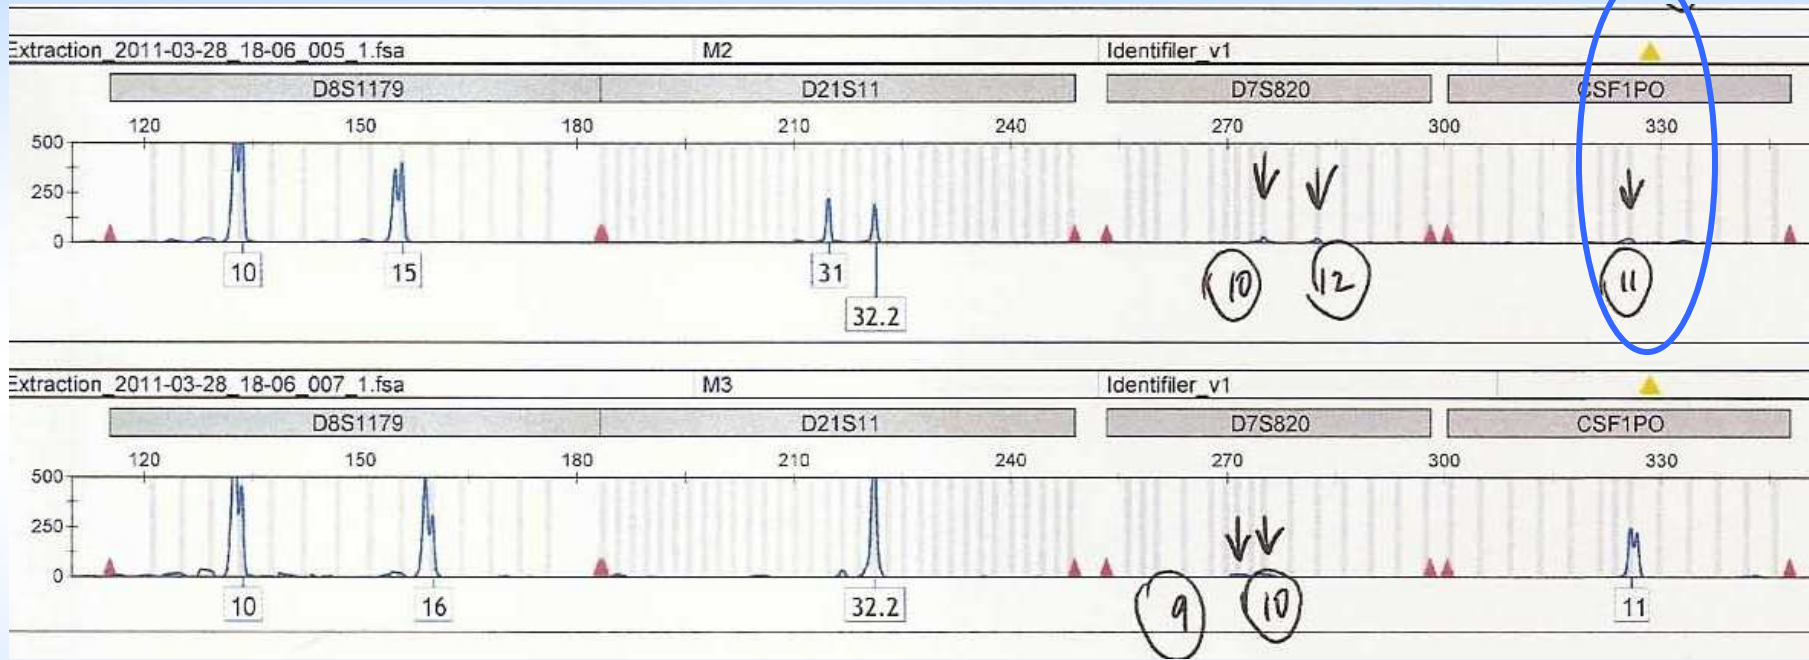 Extraction_2011-03-28_18-06_005_1.fsa M2 Identifiler_v1
D8S1179 D21S11 D7S820 CSF1PO
120 150 180 210 240 270 300 330
500
250
0
10 15 31 10 12 11
32.2
Extraction_2011-03-28_18-06_007_1.fsa M3 Identifiler_v1
D8S1179 D21S11 D7S820 CSF1PO
120 150 180 210 240 270 300 330
500
250
0
10 16 32.2 9 10 11